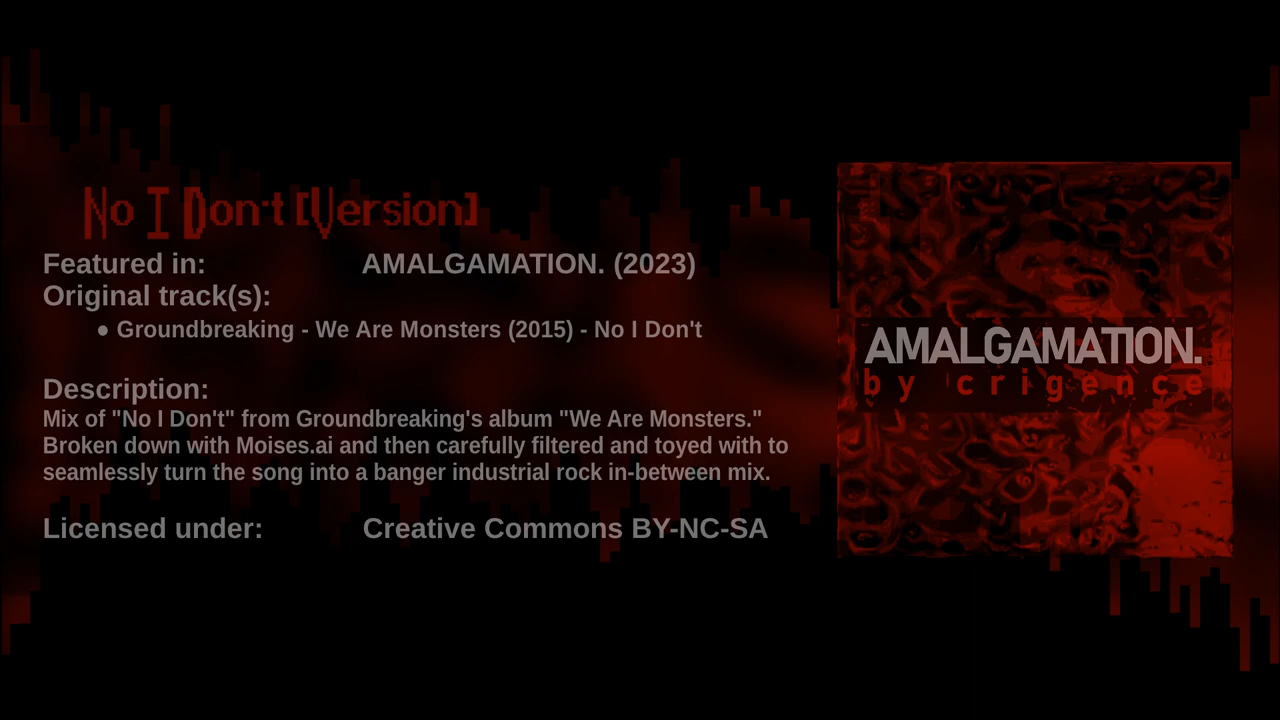 No I Don't [Version]
Featured in: AMALGAMATION. (2023)
Original track(s):
● Groundbreaking - We Are Monsters (2015) - No I Don't
Description:
Mix of "No I Don't" from Groundbreaking's album "We Are Monsters."
Broken down with Moises.ai and then carefully filtered and toyed with to
seamlessly turn the song into a banger industrial rock in-between mix.
Licensed under: Creative Commons BY-NC-SA
AMALGAMATION.
by crigence